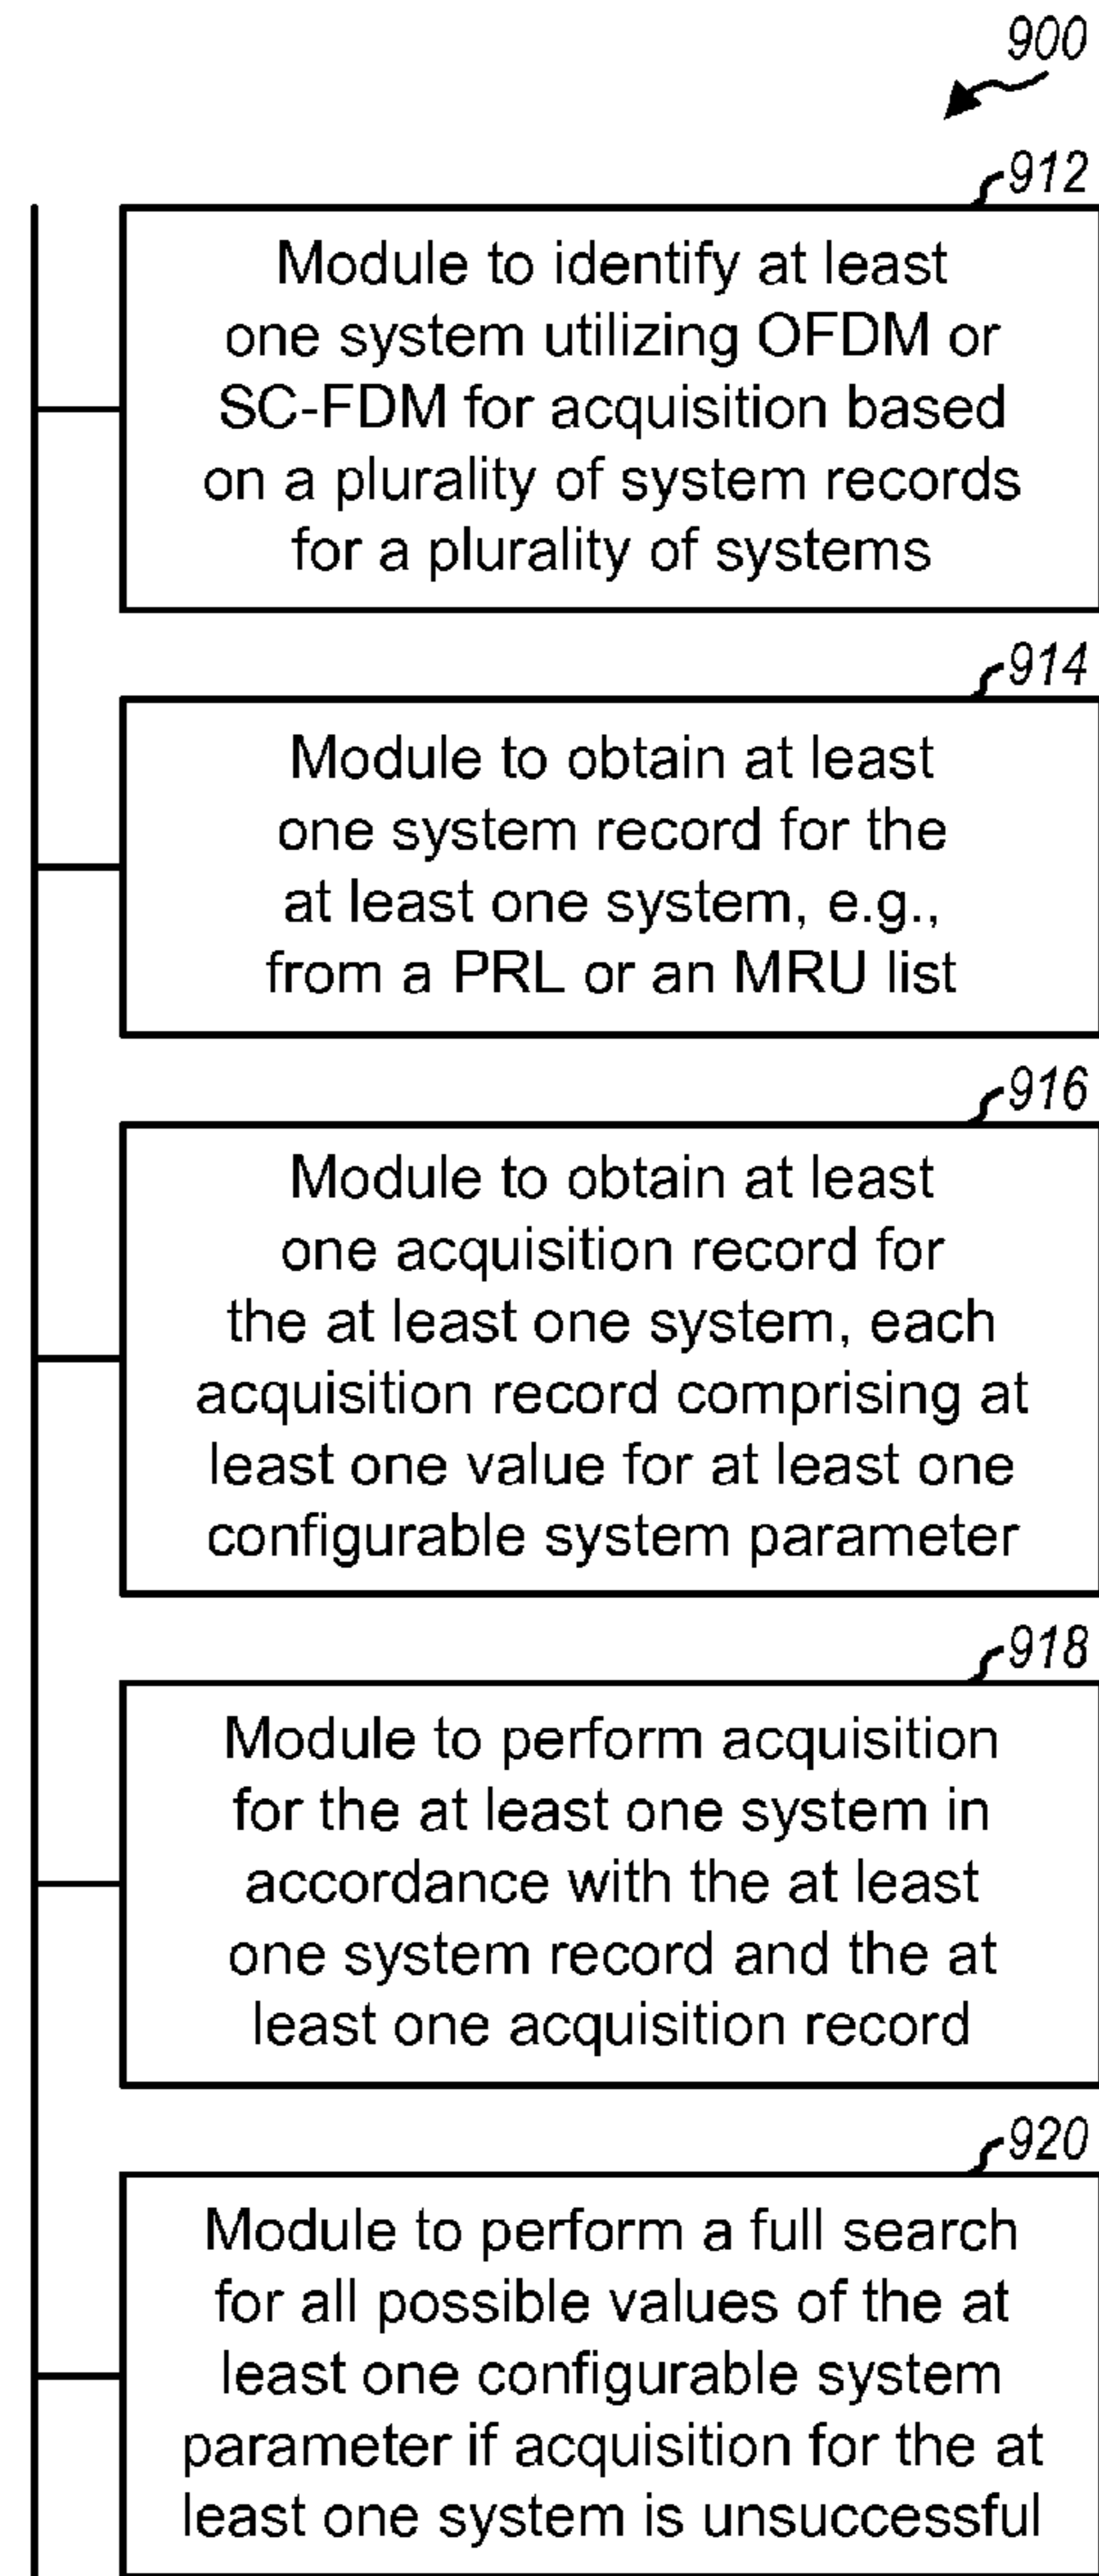 900
912
Module to identify at least
one system utilizing OFDM or
SC-FDM for acquisition based
on a plurality of system records
for a plurality of systems
914
Module to obtain at least
one system record for the
at least one system, e.g.,
from a PRL or an MRU list
916
Module to obtain at least
one acquisition record for
the at least one system, each
acquisition record comprising at
least one value for at least one
configurable system parameter
918
Module to perform acquisition
for the at least one system in
accordance with the at least
one system record and the at
least one acquisition record
920
Module to perform a full search
for all possible values of the at
least one configurable system
parameter if acquisition for the at
least one system is unsuccessful